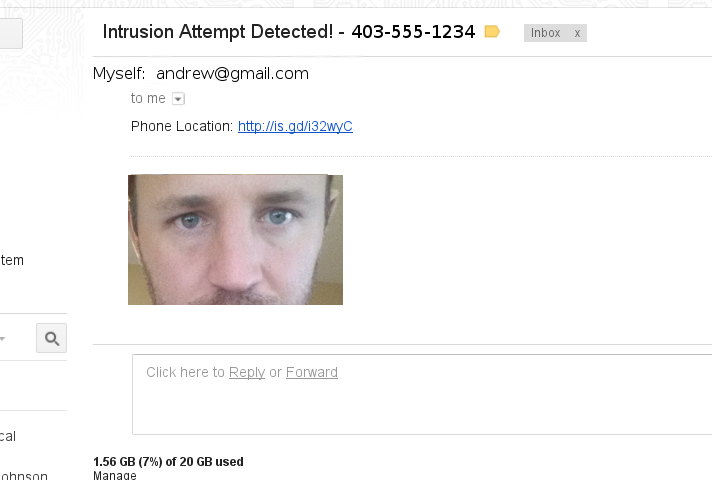 Intrusion Attempt Detected! - 403-555-1234 Inbox x
Myself: andrew@gmail.com
to me
Phone Location: http://is.gd/i32wyC
tem
Click here to Reply or Forward
cal
1.56 GB (7%) of 20 GB used
ohnson
Manage